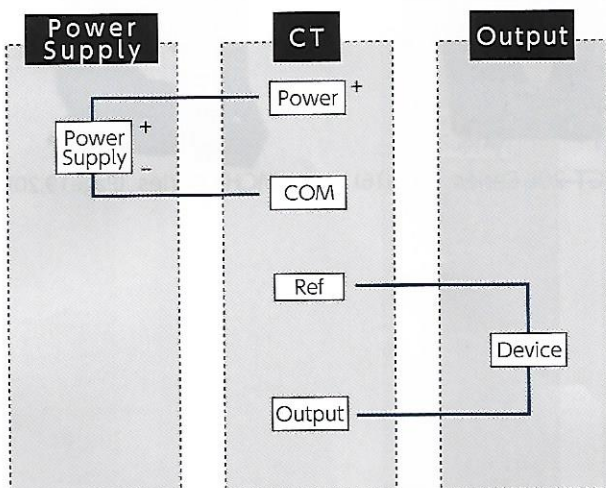 Power
Supply
CT
Output
Power +
Power
Supply
+
−
COM
Ref
Device
Output